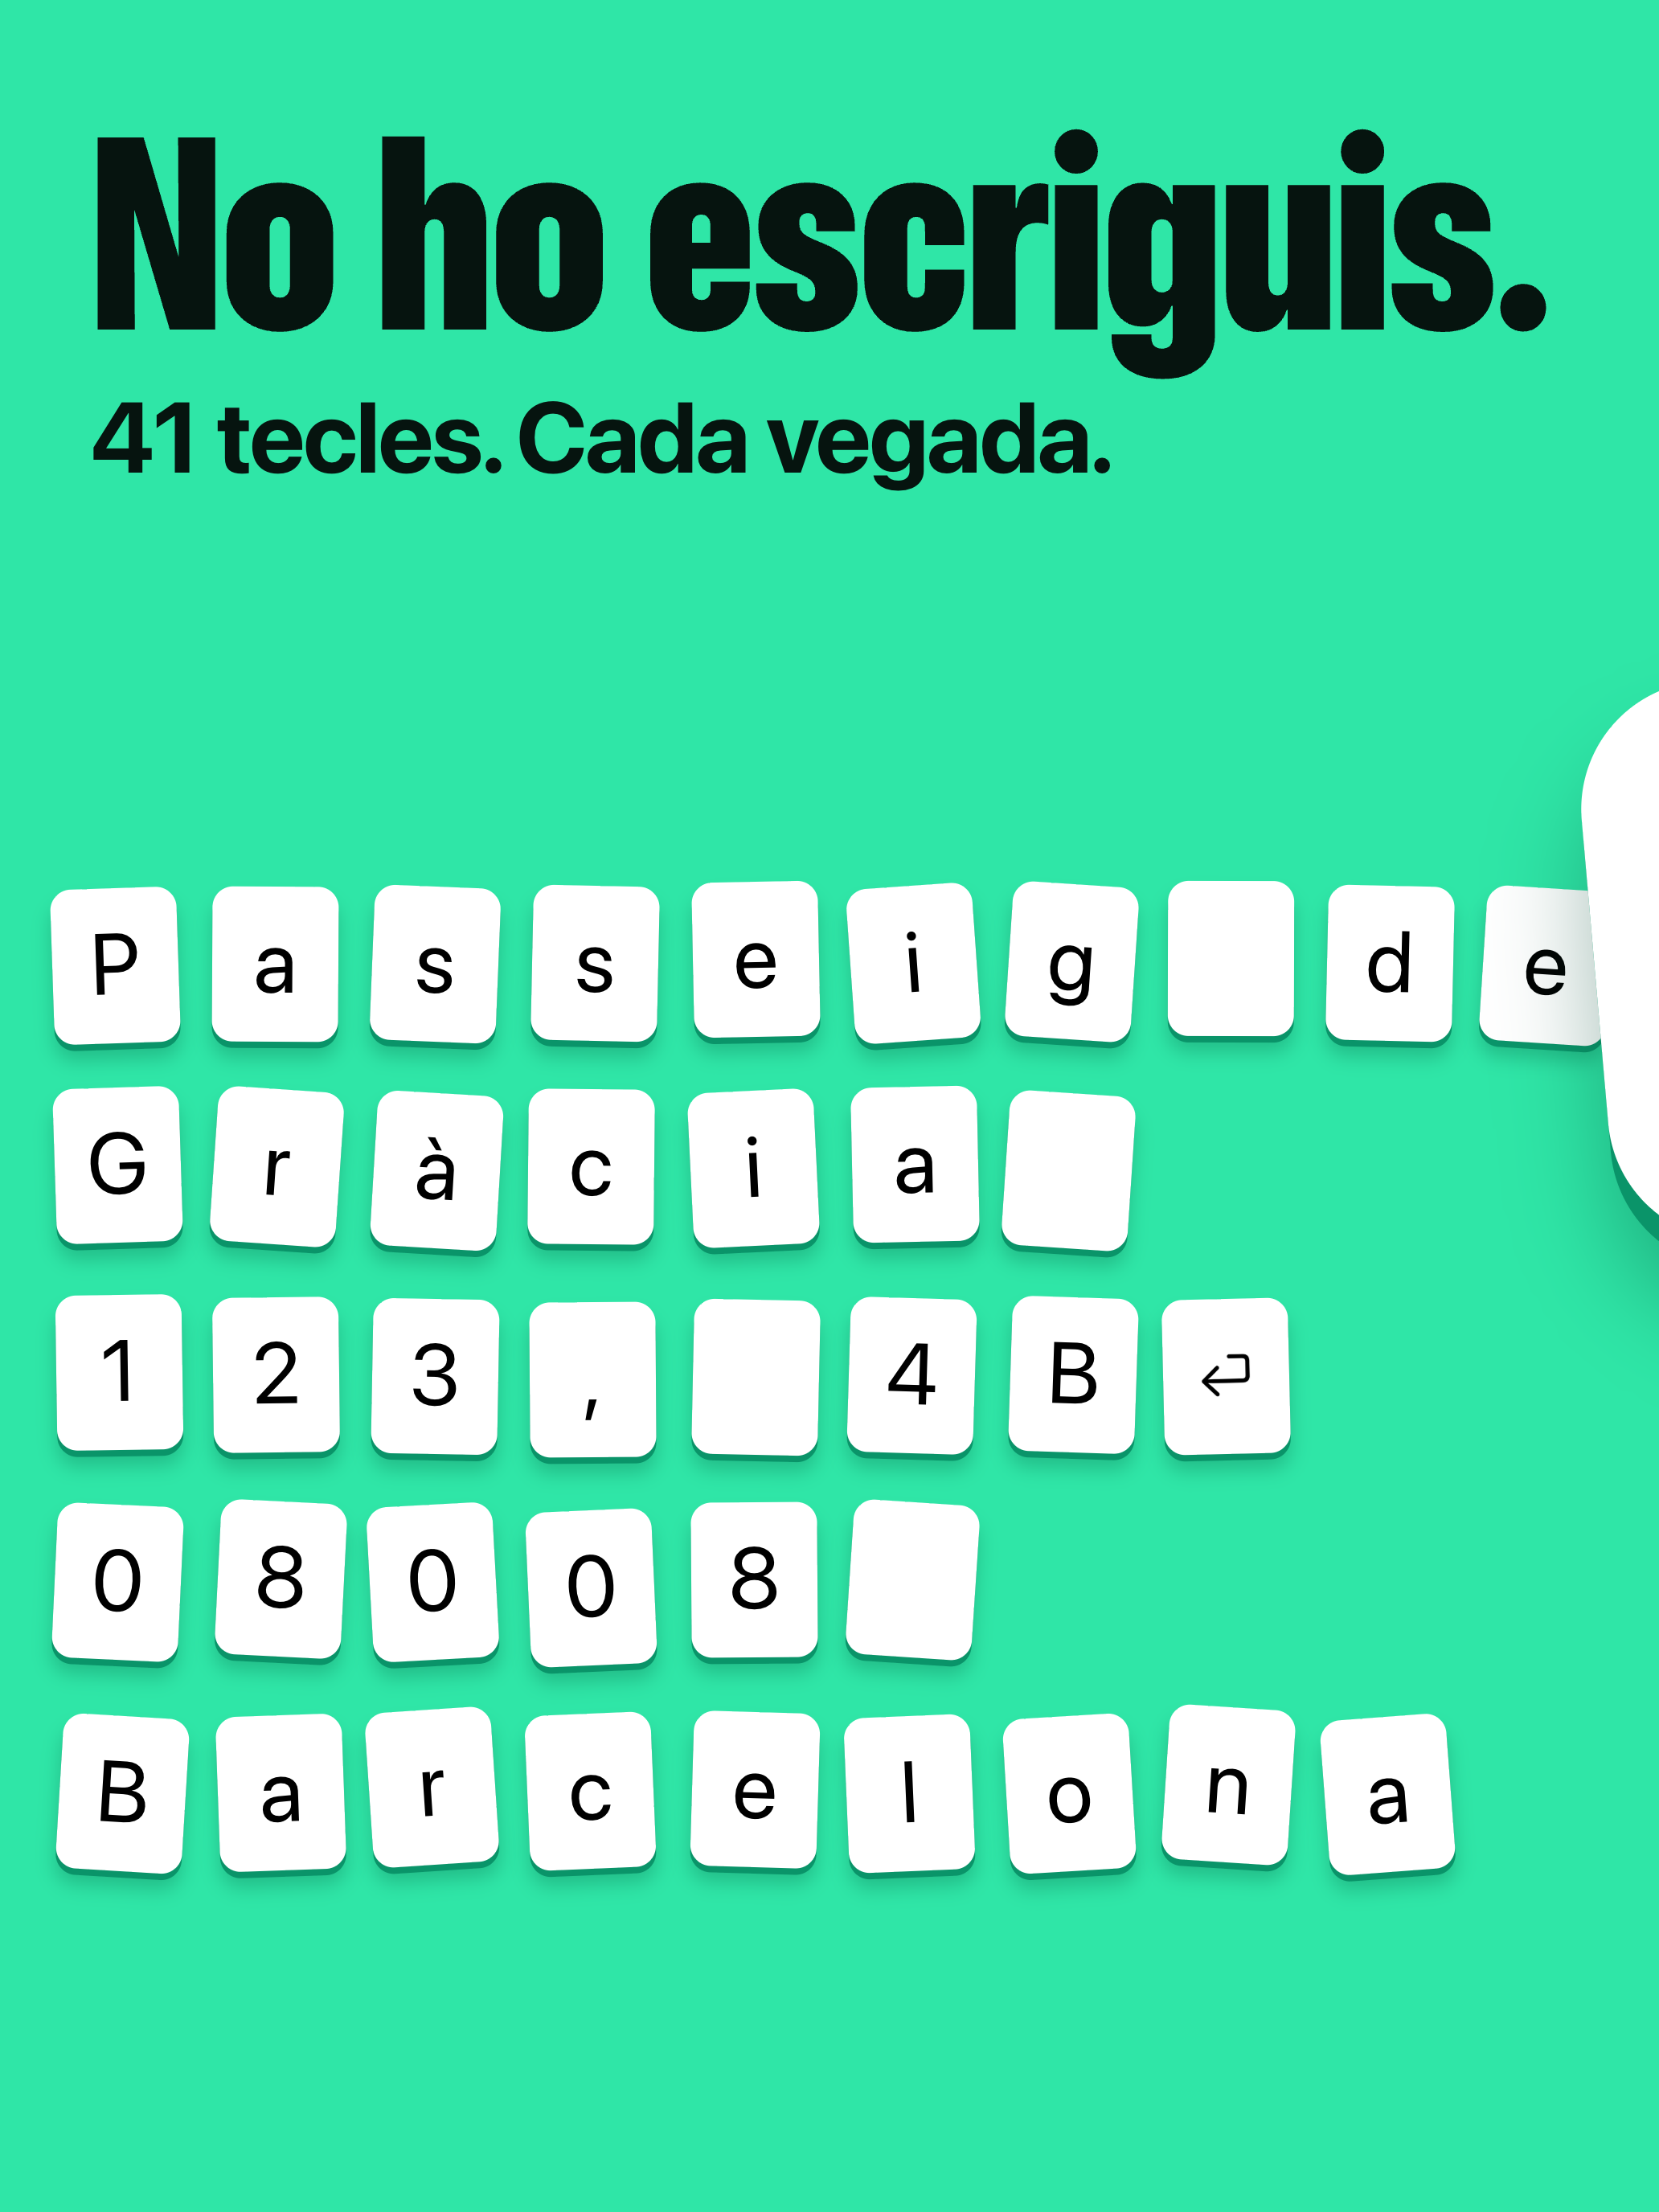 No ho escriguis.
41 tecles. Cada vegada.
Passeig de
Gràcia
123, 4B ⏎
08008
Barcelona